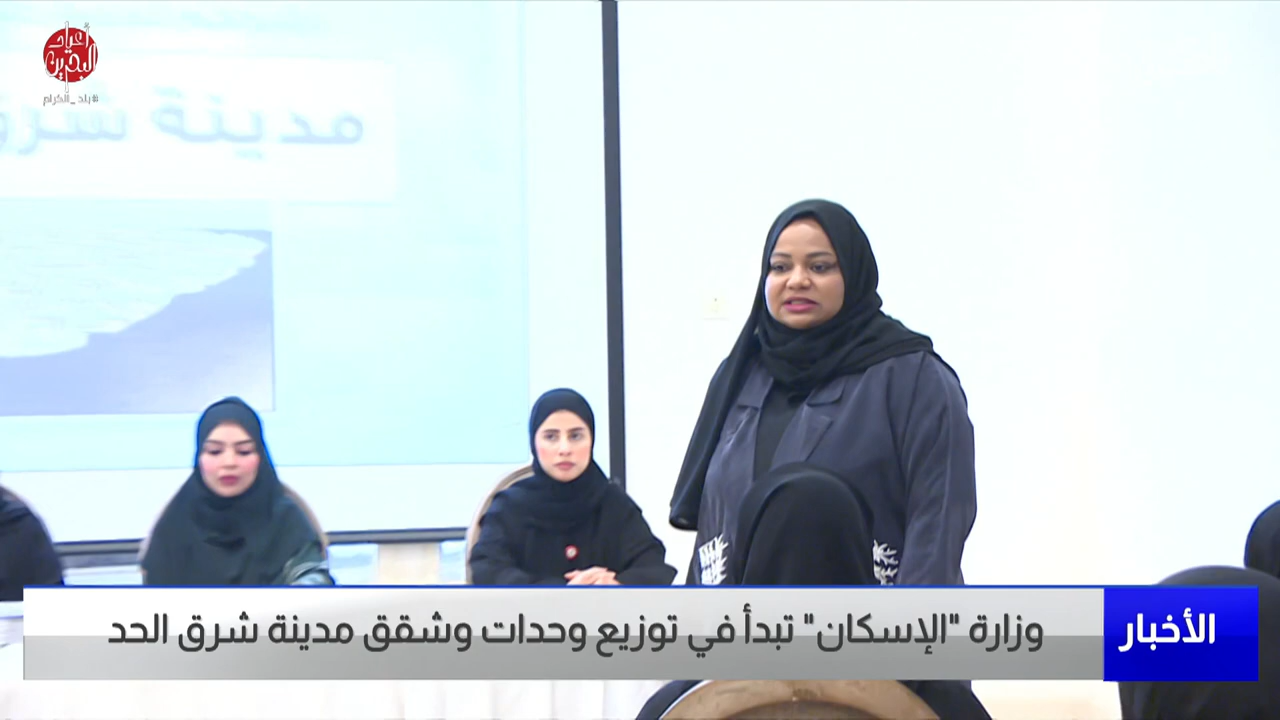 أعياد
البحرين
#بلد_الكرام
مدينة شرق
وزارة "الإسكان" تبدأ في توزيع وحدات وشقق مدينة شرق الحد
الأخبار